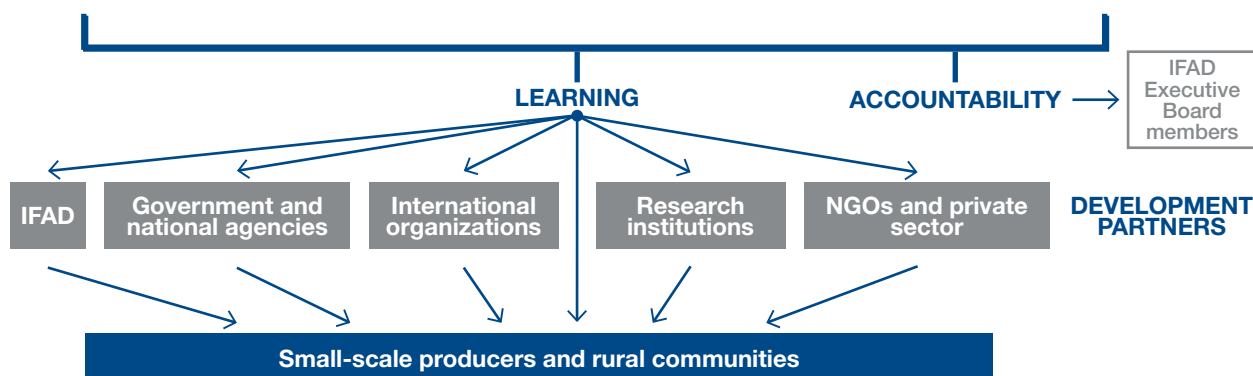 LEARNING
ACCOUNTABILITY
IFAD
Executive
Board
members
IFAD
Government and
national agencies
International
organizations
Research
institutions
NGOs and private
sector
DEVELOPMENT
PARTNERS
Small-scale producers and rural communities